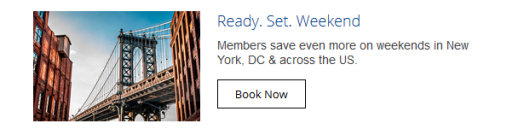 Ready. Set. Weekend
Members save even more on weekends in New
York, DC & across the US.
Book Now